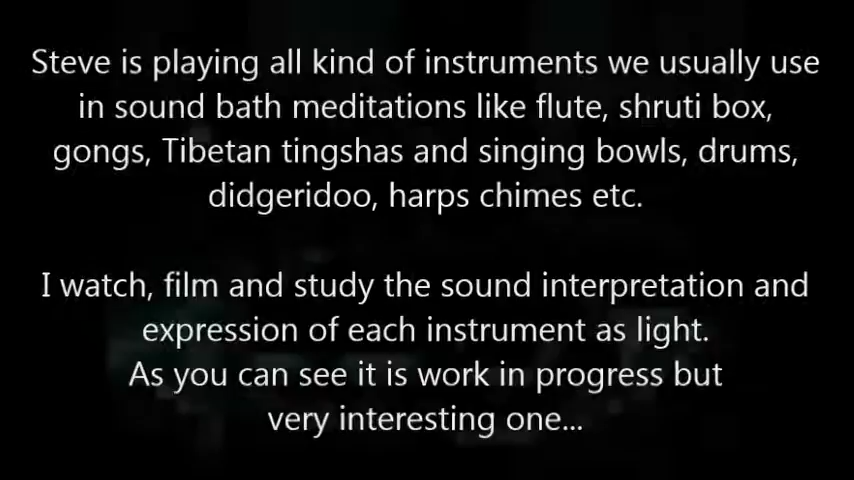 Steve is playing all kind of instruments we usually use
in sound bath meditations like flute, shruti box,
gongs, Tibetan tingshas and singing bowls, drums,
didgeridoo, harps chimes etc.
I watch, film and study the sound interpretation and
expression of each instrument as light.
As you can see it is work in progress but
very interesting one...